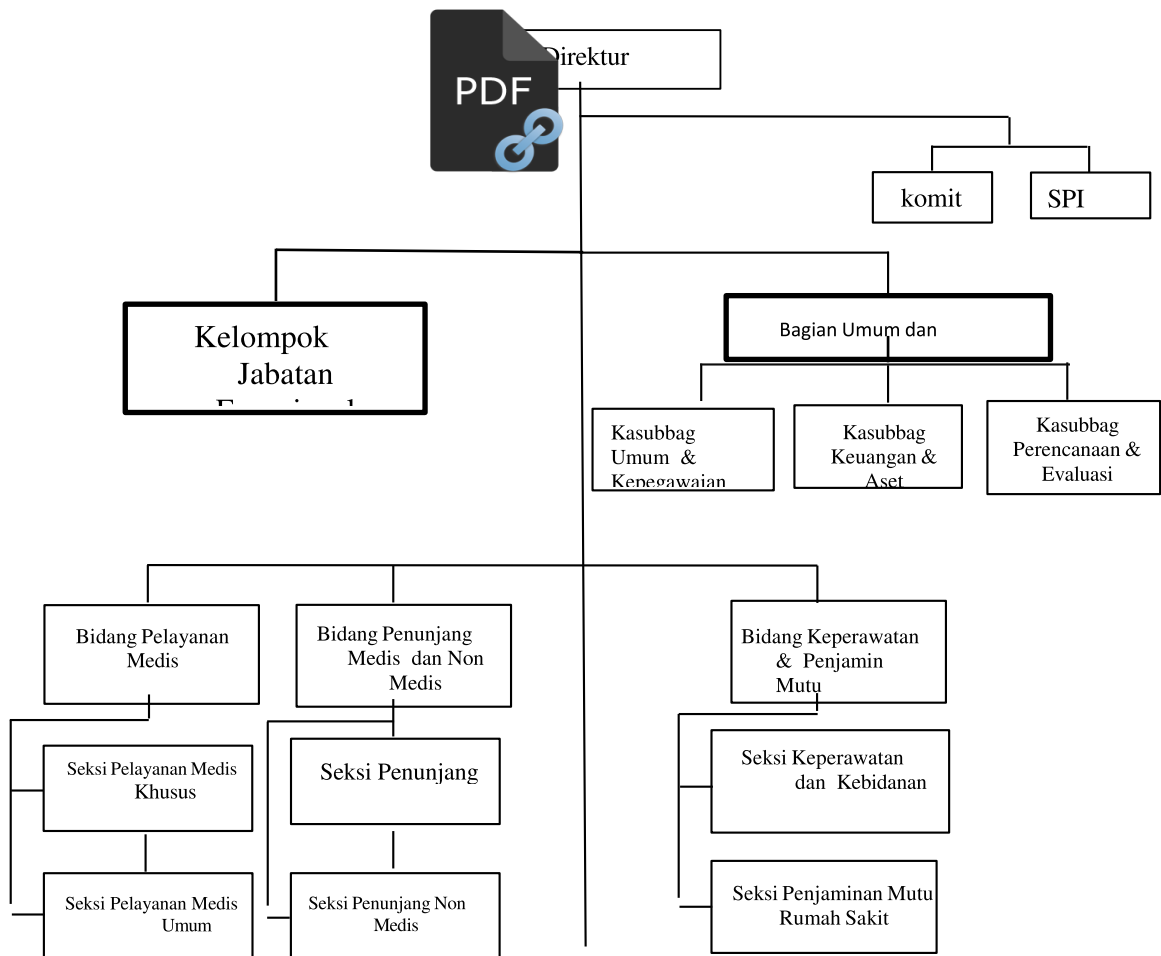 Direktur
PDF
komit
SPI
Kelompok
Jabatan
Bagian Umum dan
Kasubbag
Umum &
Kepegawaian
Kasubbag
Keuangan &
Aset
Kasubbag
Perencanaan &
Evaluasi
Bidang Pelayanan
Medis
Bidang Penunjang
Medis dan Non
Medis
Bidang Keperawatan
& Penjamin
Mutu
Seksi Pelayanan Medis
Khusus
Seksi Penunjang
Seksi Keperawatan
dan Kebidanan
Seksi Pelayanan Medis
Umum
Seksi Penunjang Non
Medis
Seksi Penjaminan Mutu
Rumah Sakit